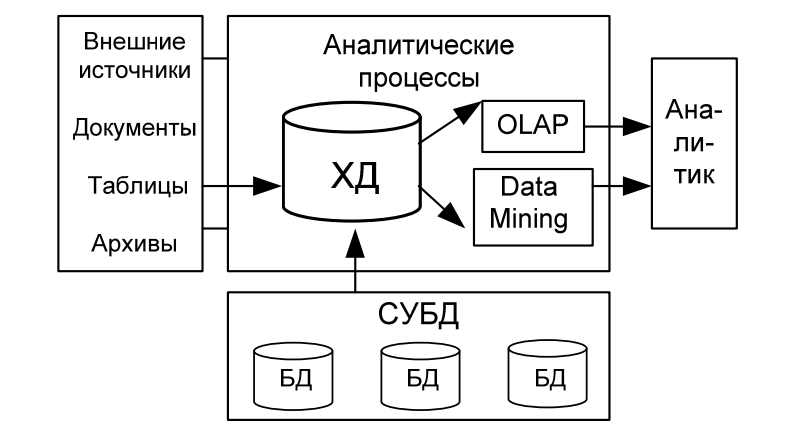 Внешние
источники
Документы
Таблицы
Архивы
Аналитические
процессы
ХД
OLAP
Data
Mining
Ана-
ли-
тик
СУБД
БД
БД
БД